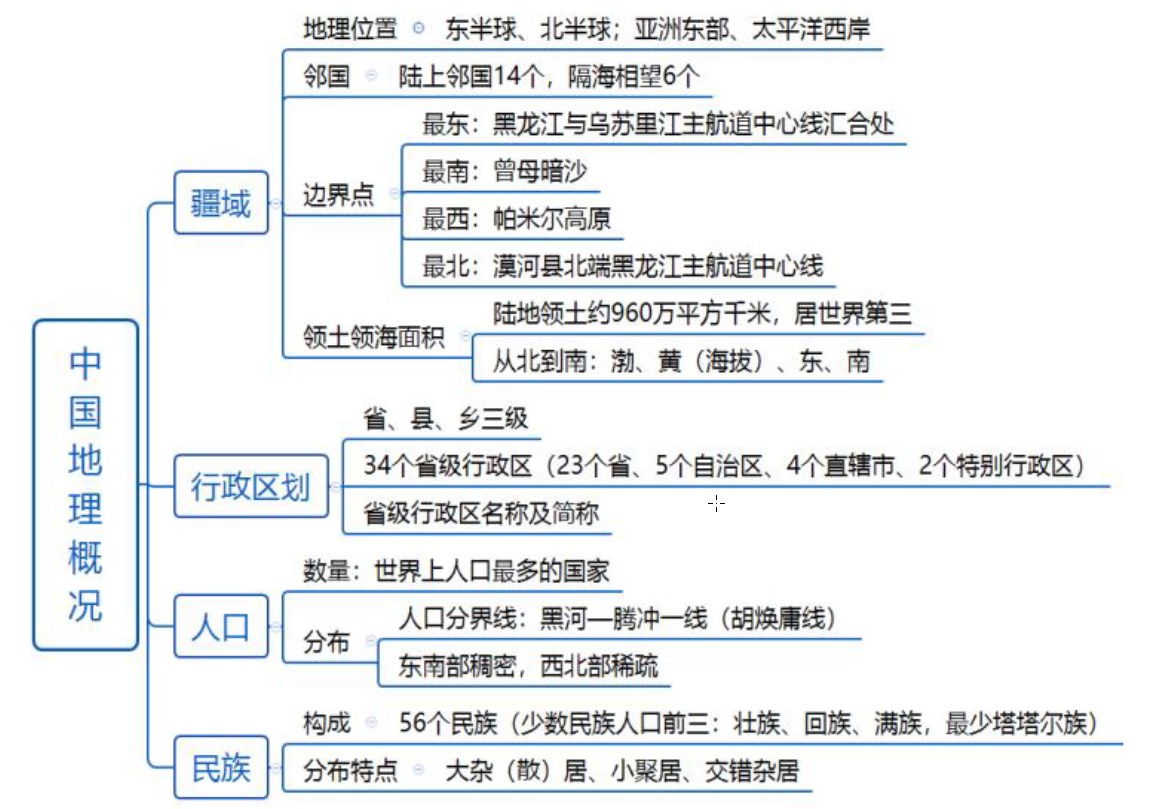 中国地理概况
疆域
地理位置
东半球、北半球；亚洲东部、太平洋西岸
邻国
陆上邻国14个，隔海相望6个
边界点
最东：黑龙江与乌苏里江主航道中心线汇合处
最南：曾母暗沙
最西：帕米尔高原
最北：漠河县北端黑龙江主航道中心线
领土领海面积
陆地领土约960万平方千米，居世界第三
从北到南：渤、黄（海拔）、东、南
行政区划
省、县、乡三级
34个省级行政区（23个省、5个自治区、4个直辖市、2个特别行政区）
省级行政区名称及简称
人口
数量：世界上人口最多的国家
分布
人口分界线：黑河—腾冲一线（胡焕庸线）
东南部稠密，西北部稀疏
民族
构成
56个民族（少数民族人口前三：壮族、回族、满族，最少塔塔尔族）
分布特点
大杂（散）居、小聚居、交错杂居